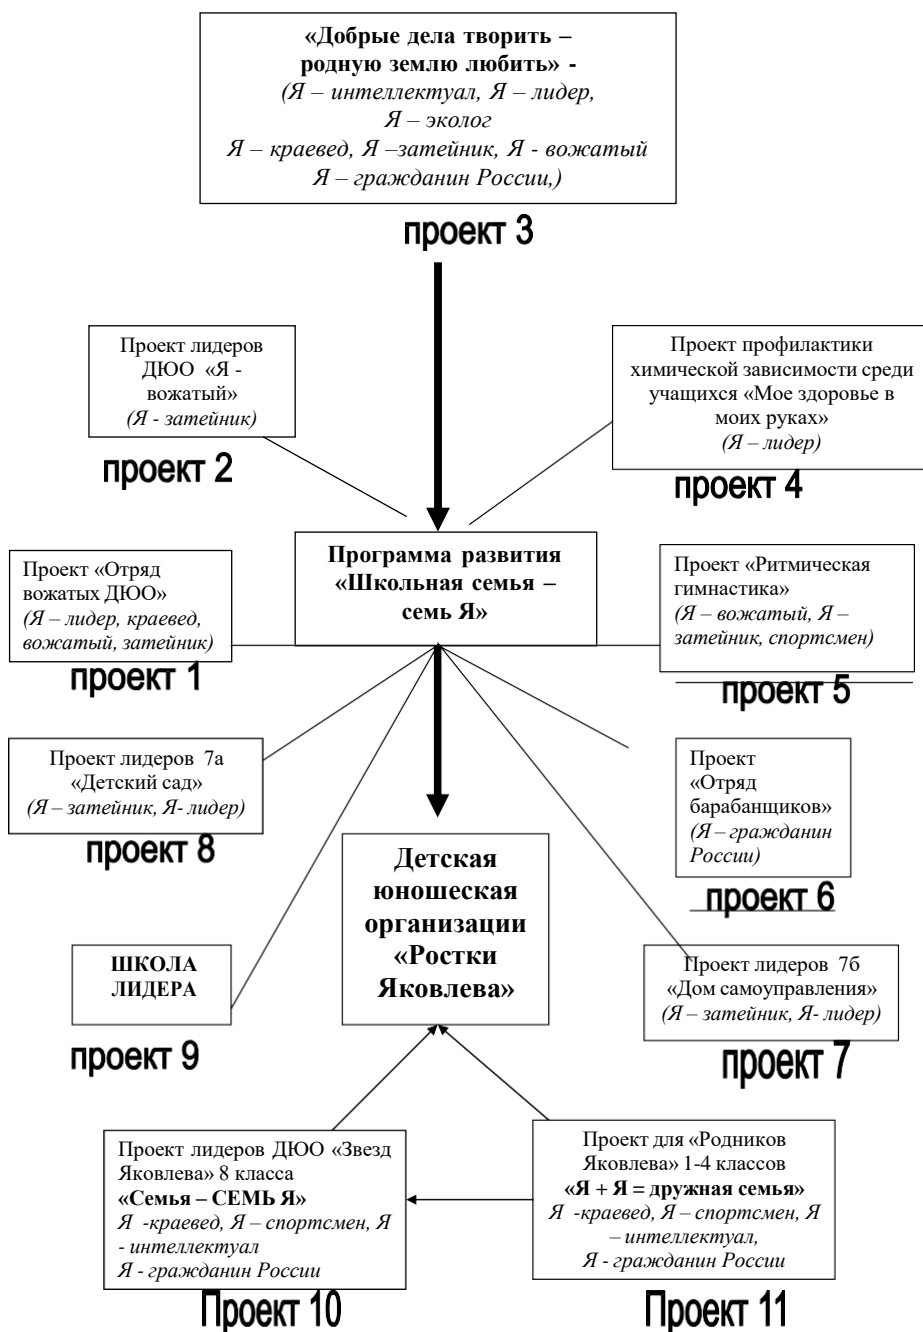 «Добрые дела творить –
родную землю любить» -
(Я – интеллектуал, Я – лидер,
Я – эколог
Я – краевед, Я –затейник, Я - вожатый
Я – гражданин России,)
проект 3
Проект лидеров
ДЮО «Я -
вожатый»
(Я - затейник)
проект 2
Проект профилактики
химической зависимости среди
учащихся «Мое здоровье в
моих руках»
(Я – лидер)
проект 4
Программа развития
«Школьная семья –
семь Я»
Проект «Отряд
вожатых ДЮО»
(Я – лидер, краевед,
вожатый, затейник)
проект 1
Проект «Ритмическая
гимнастика»
(Я – вожатый, Я –
затейник, спортсмен)
проект 5
Проект лидеров 7а
«Детский сад»
(Я – затейник, Я- лидер)
проект 8
Проект
«Отряд
барабанщиков»
(Я – гражданин
России)
проект 6
Детская
юношеская
организации
«Ростки
Яковлева»
ШКОЛА
ЛИДЕРА
проект 9
Проект лидеров 7б
«Дом самоуправления»
(Я – затейник, Я- лидер)
проект 7
Проект лидеров ДЮО «Звезд
Яковлева» 8 класса
«Семья – СЕМЬ Я»
Я -краевед, Я – спортсмен, Я
- интеллектуал
Я - гражданин России
Проект 10
Проект для «Родников
Яковлева» 1-4 классов
«Я + Я = дружная семья»
Я -краевед, Я – спортсмен, Я
– интеллектуал,
Я - гражданин России
Проект 11